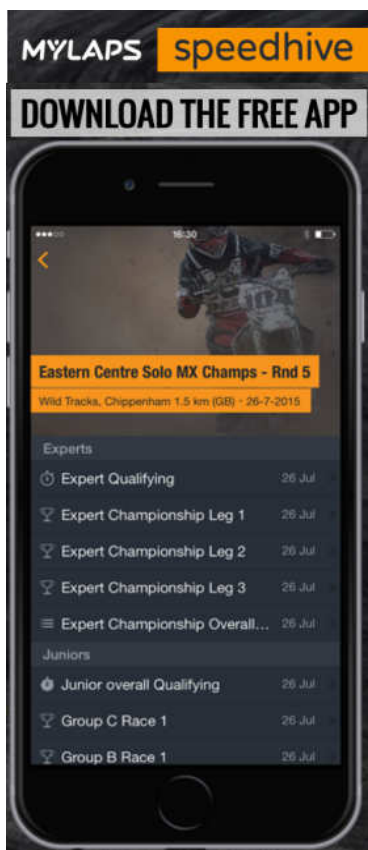 MYLAPS speedhive
DOWNLOAD THE FREE APP
16:30
104
Eastern Centre Solo MX Champs - Rnd 5
Wild Tracks, Chippenham 1.5 km (GB) - 26-7-2015
Experts
Expert Qualifying 26 Jul
Expert Championship Leg 1 26 Jul
Expert Championship Leg 2 26 Jul
Expert Championship Leg 3 26 Jul
Expert Championship Overall... 26 Jul
Juniors
Junior overall Qualifying 26 Jul
Group C Race 1 26 Jul
Group B Race 1 26 Jul